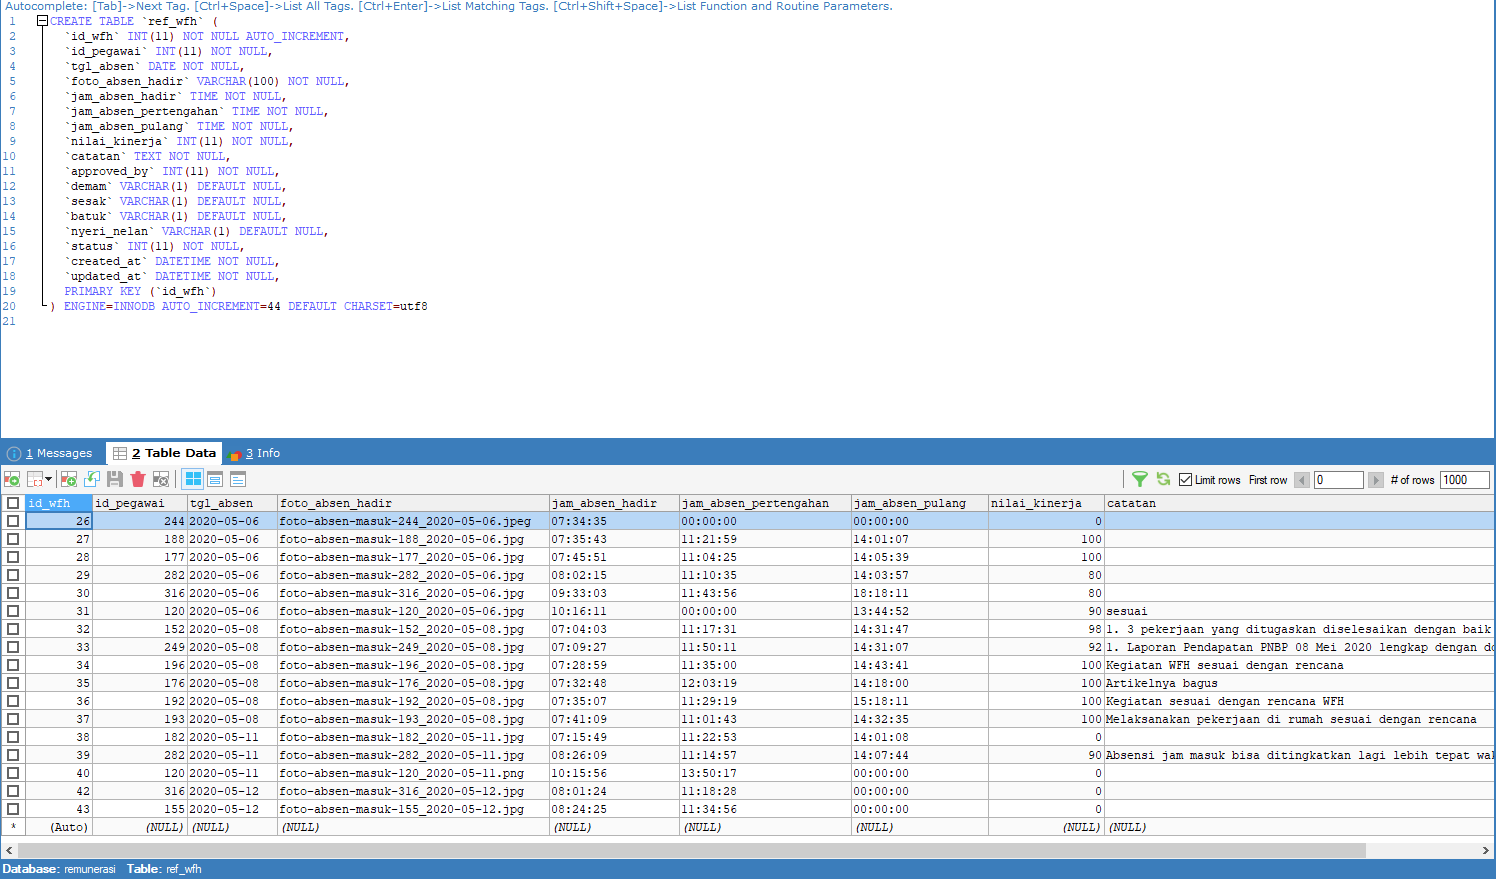 Autocomplete: [Tab]->Next Tag. [Ctrl+Space]->List All Tags. [Ctrl+Enter]->List Matching Tags. [Ctrl+Shift+Space]->List Function and Routine Parameters.
1 CREATE TABLE `ref_wfh` (
2 `id_wfh` INT(11) NOT NULL AUTO_INCREMENT,
3 `id_pegawai` INT(11) NOT NULL,
4 `tgl_absen` DATE NOT NULL,
5 `foto_absen_hadir` VARCHAR(100) NOT NULL,
6 `jam_absen_hadir` TIME NOT NULL,
7 `jam_absen_pertengahan` TIME NOT NULL,
8 `jam_absen_pulang` TIME NOT NULL,
9 `nilai_kinerja` INT(11) NOT NULL,
10 `catatan` TEXT NOT NULL,
11 `approved_by` INT(11) NOT NULL,
12 `demam` VARCHAR(1) DEFAULT NULL,
13 `sesak` VARCHAR(1) DEFAULT NULL,
14 `batuk` VARCHAR(1) DEFAULT NULL,
15 `nyeri_nelan` VARCHAR(1) DEFAULT NULL,
16 `status` INT(11) NOT NULL,
17 `created_at` DATETIME NOT NULL,
18 `updated_at` DATETIME NOT NULL,
19 PRIMARY KEY (`id_wfh`)
20 ) ENGINE=INNODB AUTO_INCREMENT=44 DEFAULT CHARSET=utf8
21
1 Messages 2 Table Data 3 Info
Limit rows First row 0 # of rows 1000
id_wfh id_pegawai tgl_absen foto_absen_hadir jam_absen_hadir jam_absen_pertengahan jam_absen_pulang nilai_kinerja catatan
26 244 2020-05-06 foto-absen-masuk-244_2020-05-06.jpeg 07:34:35 00:00:00 00:00:00 0
27 188 2020-05-06 foto-absen-masuk-188_2020-05-06.jpg 07:35:43 11:21:59 14:01:07 100
28 177 2020-05-06 foto-absen-masuk-177_2020-05-06.jpg 07:45:51 11:04:25 14:05:39 100
29 282 2020-05-06 foto-absen-masuk-282_2020-05-06.jpg 08:02:15 11:10:35 14:03:57 80
30 316 2020-05-06 foto-absen-masuk-316_2020-05-06.jpg 09:33:03 11:43:56 18:18:11 80
31 120 2020-05-06 foto-absen-masuk-120_2020-05-06.jpg 10:16:11 00:00:00 13:44:52 90 sesuai
32 152 2020-05-08 foto-absen-masuk-152_2020-05-08.jpg 07:04:03 11:17:31 14:31:47 98 1. 3 pekerjaan yang ditugaskan diselesaikan dengan baik
33 249 2020-05-08 foto-absen-masuk-249_2020-05-08.jpg 07:09:27 11:50:11 14:31:07 92 1. Laporan Pendapatan PNBP 08 Mei 2020 lengkap dengan do
34 196 2020-05-08 foto-absen-masuk-196_2020-05-08.jpg 07:28:59 11:35:00 14:43:41 100 Kegiatan WFH sesuai dengan rencana
35 176 2020-05-08 foto-absen-masuk-176_2020-05-08.jpg 07:32:48 12:03:19 14:18:00 100 Artikelnya bagus
36 192 2020-05-08 foto-absen-masuk-192_2020-05-08.jpg 07:35:07 11:29:19 15:18:11 100 Kegiatan sesuai dengan rencana WFH
37 193 2020-05-08 foto-absen-masuk-193_2020-05-08.jpg 07:41:09 11:01:43 14:32:35 100 Melaksanakan pekerjaan di rumah sesuai dengan rencana
38 182 2020-05-11 foto-absen-masuk-182_2020-05-11.jpg 07:15:49 11:22:53 14:01:08 0
39 282 2020-05-11 foto-absen-masuk-282_2020-05-11.jpg 08:26:09 11:14:57 14:07:44 90 Absensi jam masuk bisa ditingkatkan lagi lebih tepat wak
40 120 2020-05-11 foto-absen-masuk-120_2020-05-11.png 10:15:56 13:50:17 00:00:00 0
42 316 2020-05-12 foto-absen-masuk-316_2020-05-12.jpg 08:01:24 11:18:28 00:00:00 0
43 155 2020-05-12 foto-absen-masuk-155_2020-05-12.jpg 08:24:25 11:34:56 00:00:00 0
* (Auto) (NULL) (NULL) (NULL) (NULL) (NULL) (NULL) (NULL) (NULL)
Database: remunerasi Table: ref_wfh